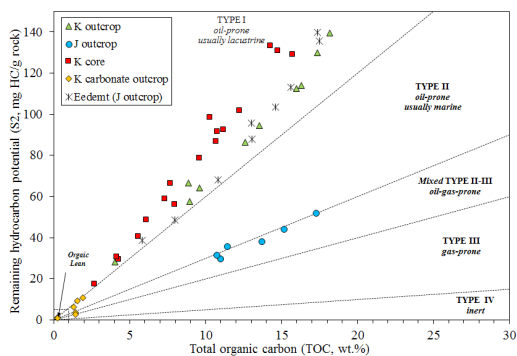 Remaining hydrocarbon potential (S2, mg HC/g rock)
140
120
100
80
60
40
20
0
K outcrop
J outcrop
K core
K carbonate outcrop
Eedemt (J outcrop)
TYPE I
oil-prone
usually lacustrine
TYPE II
oil-prone
usually marine
Mixed TYPE II-III
oil-gas-prone
TYPE III
gas-prone
TYPE IV
inert
Orgaic
Lean
0
5
10
15
20
25
30
Total organic carbon (TOC, wt.%)